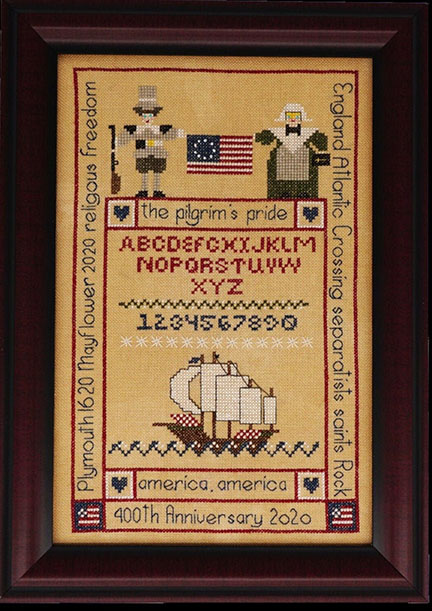 Plymouth 1620 Mayflower 2020 religous freedom
England Atlantic Crossing separatists saints Rock
the pilgrim's pride
ABCDEFGHIJKLM
NOPQRSTUVW
XYZ
1234567890
america, america
400th Anniversary 2020